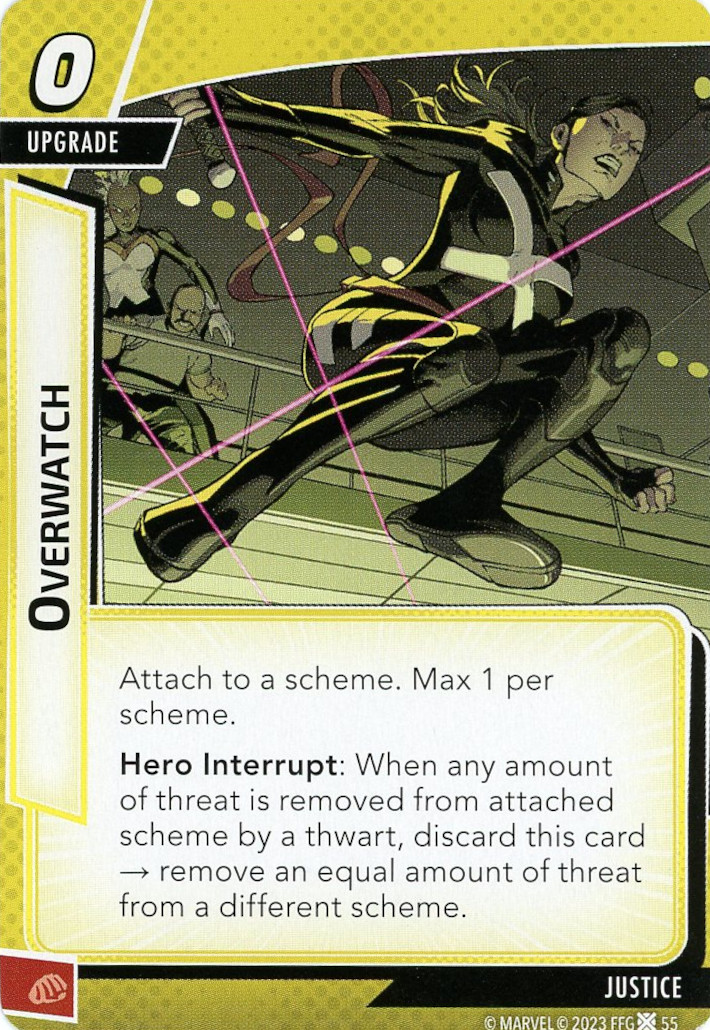 0
UPGRADE
OVERWATCH
Attach to a scheme. Max 1 per
scheme.
Hero Interrupt: When any amount
of threat is removed from attached
scheme by a thwart, discard this card
→ remove an equal amount of threat
from a different scheme.
JUSTICE
© MARVEL © 2023 FFG 55